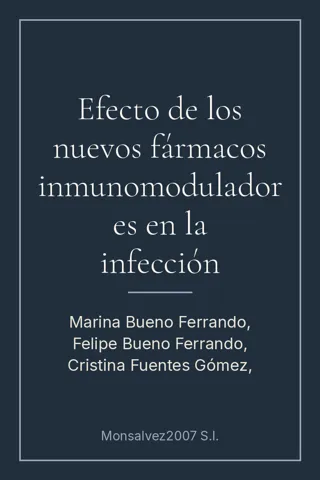 Efecto de los
nuevos fármacos
inmunomodulador
es en la
infección
Marina Bueno Ferrando,
Felipe Bueno Ferrando,
Cristina Fuentes Gómez,
Monsalvez2007 S.l.